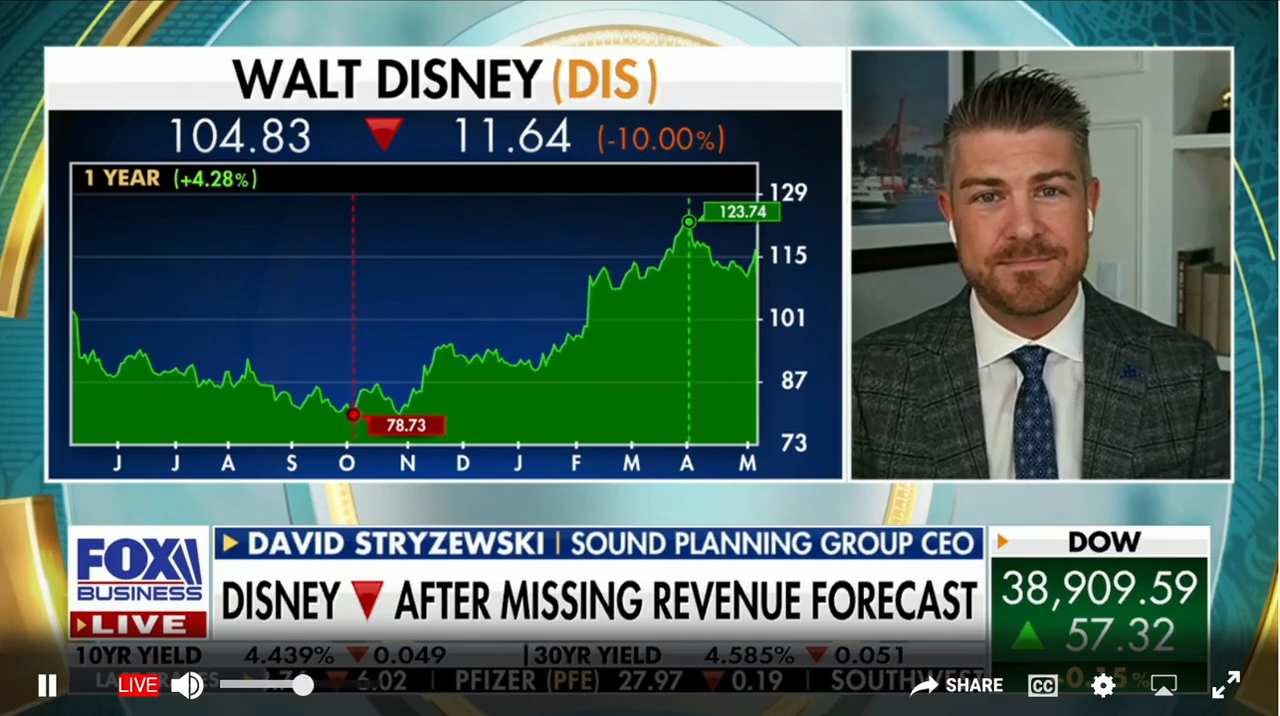 WALT DISNEY (DIS)
104.83 ▼ 11.64 (-10.00%)
1 YEAR (+4.28%)
129
123.74
115
101
87
78.73
73
J J A S O N D J F M A M
FOX
BUSINESS
LIVE
DAVID STRYZEWSKI | SOUND PLANNING GROUP CEO
DISNEY ▼ AFTER MISSING REVENUE FORECAST
DOW
38,909.59
▲ 57.32
0.15%
10YR YIELD 4.439% ▼ 0.049 | 30YR YIELD 4.585% ▼ 0.051
6.02 PFIZER (PFE) 27.97 ▼ 0.19 SOUTHWEST
LIVE
SHARE
CC